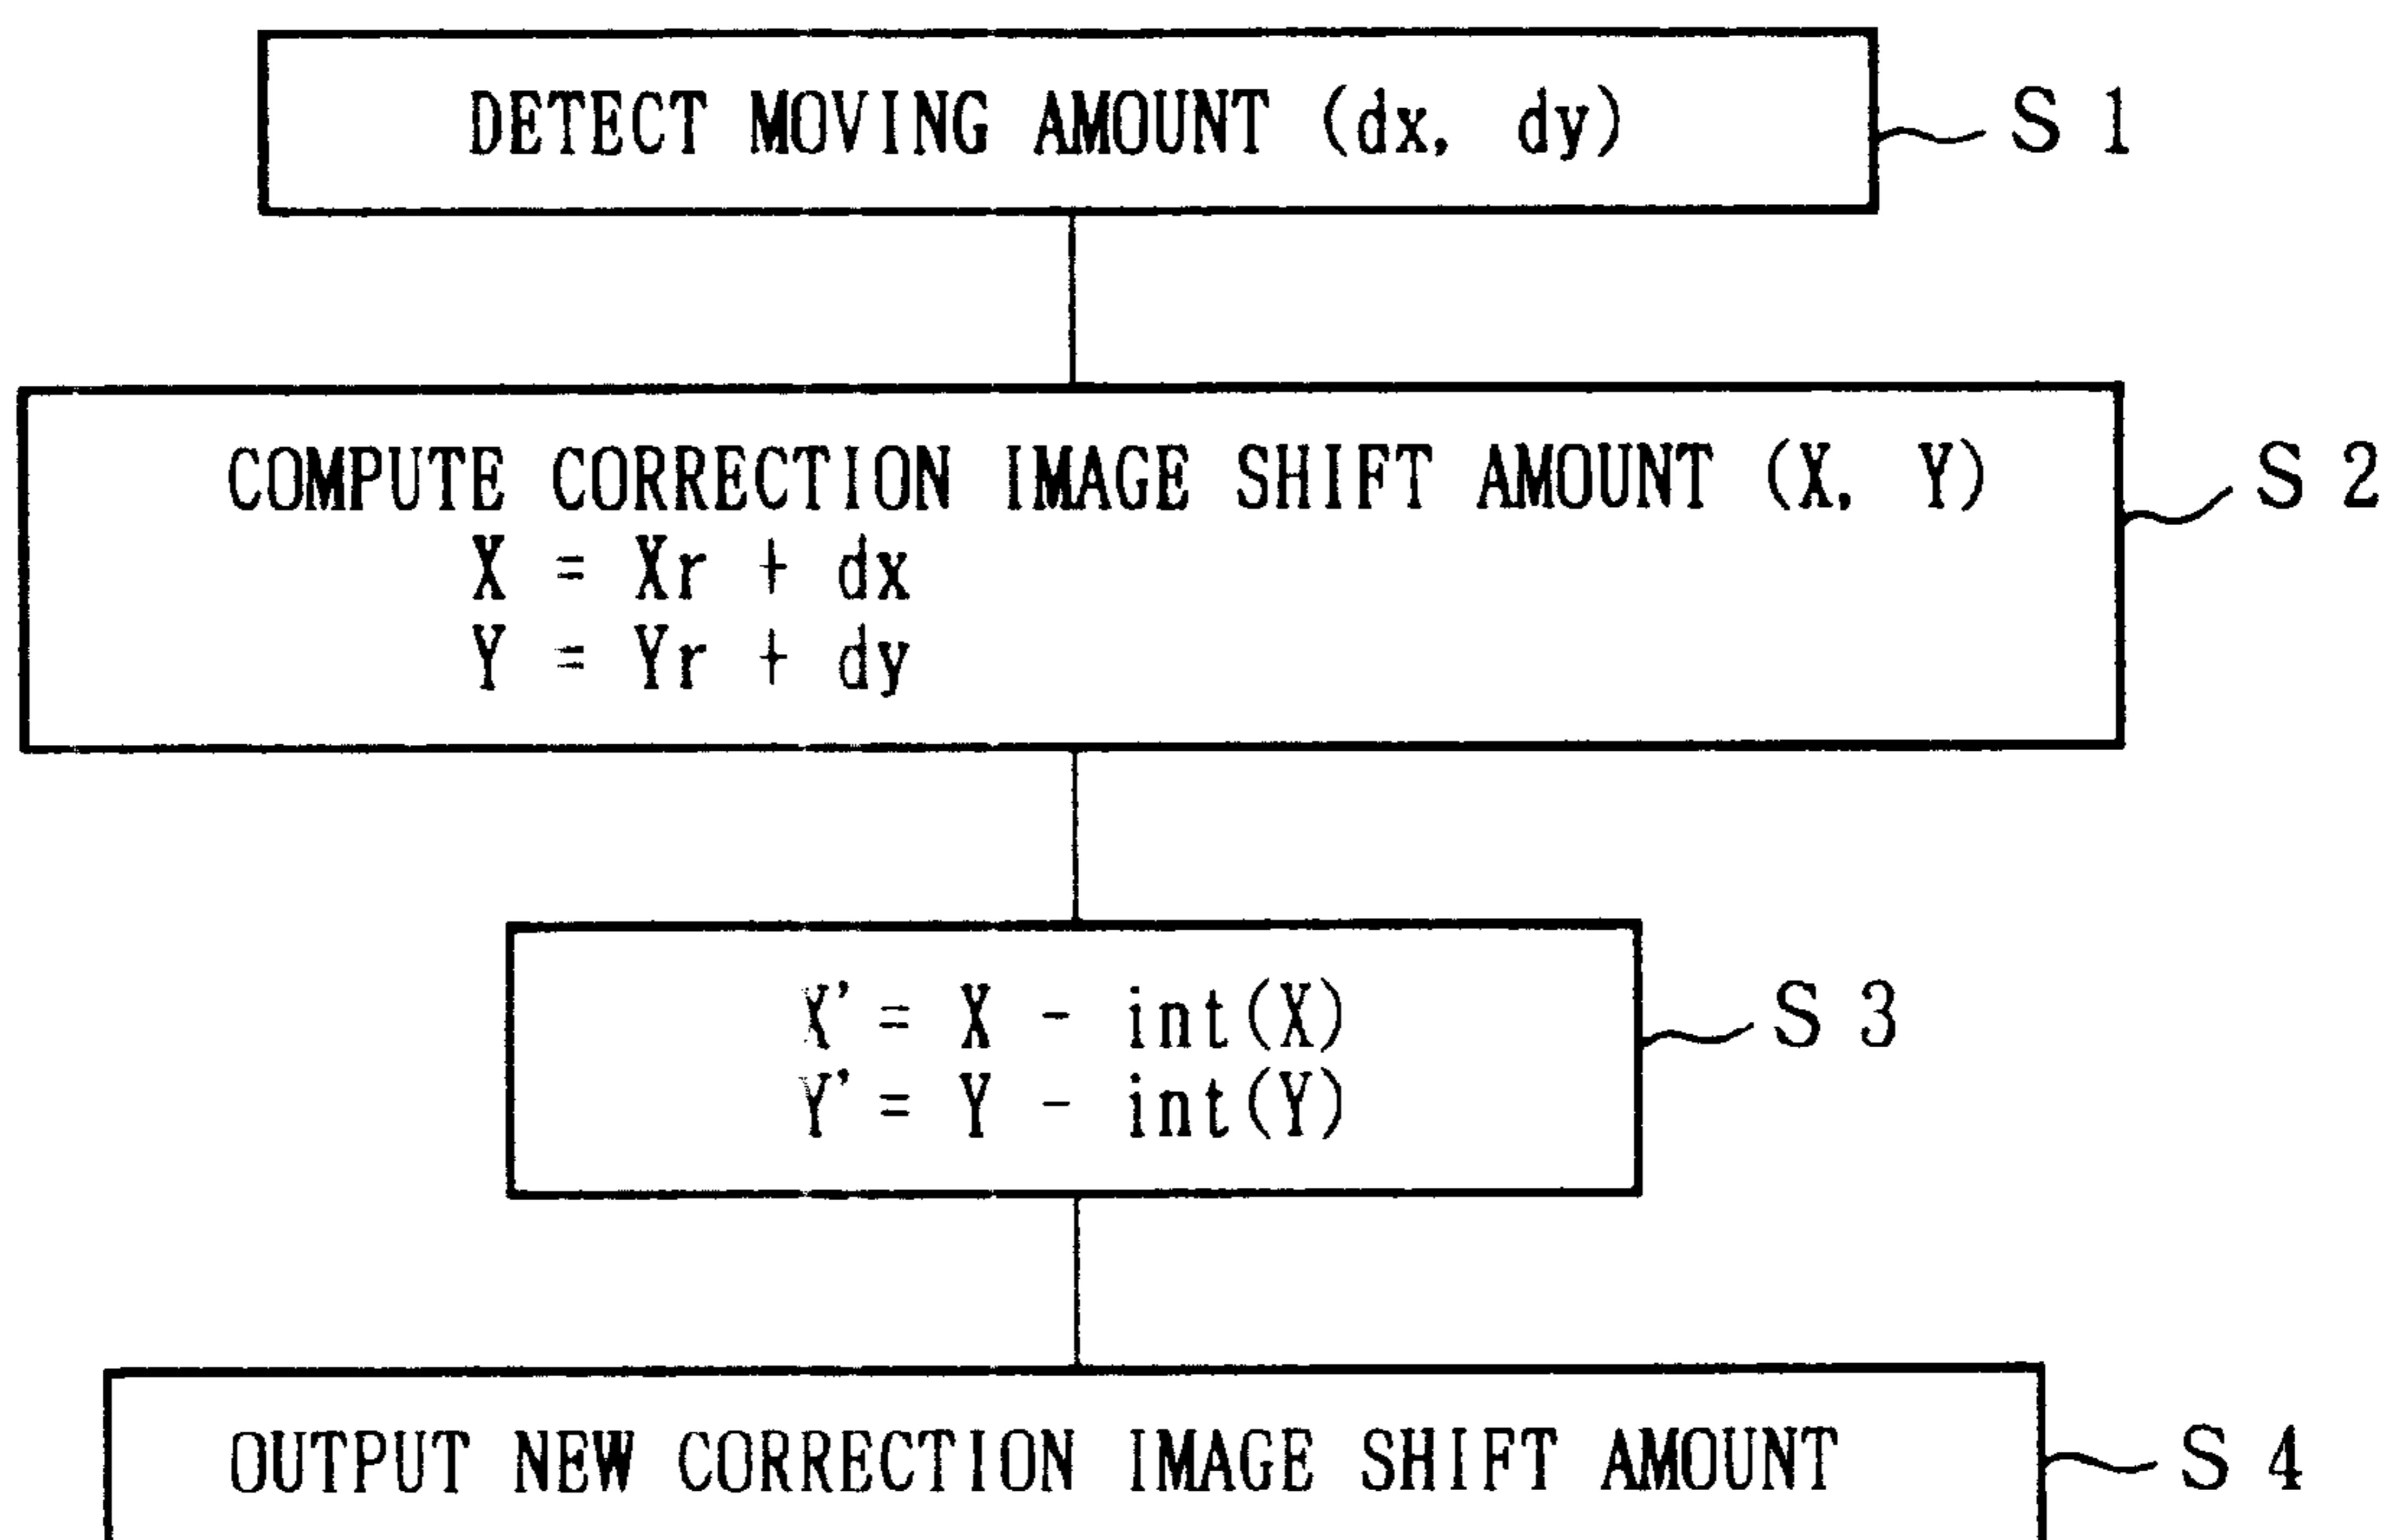 DETECT MOVING AMOUNT (dx, dy)
S 1
COMPUTE CORRECTION IMAGE SHIFT AMOUNT (X, Y)
X = Xr + dx
Y = Yr + dy
S 2
X' = X - int(X)
Y' = Y - int(Y)
S 3
OUTPUT NEW CORRECTION IMAGE SHIFT AMOUNT
S 4